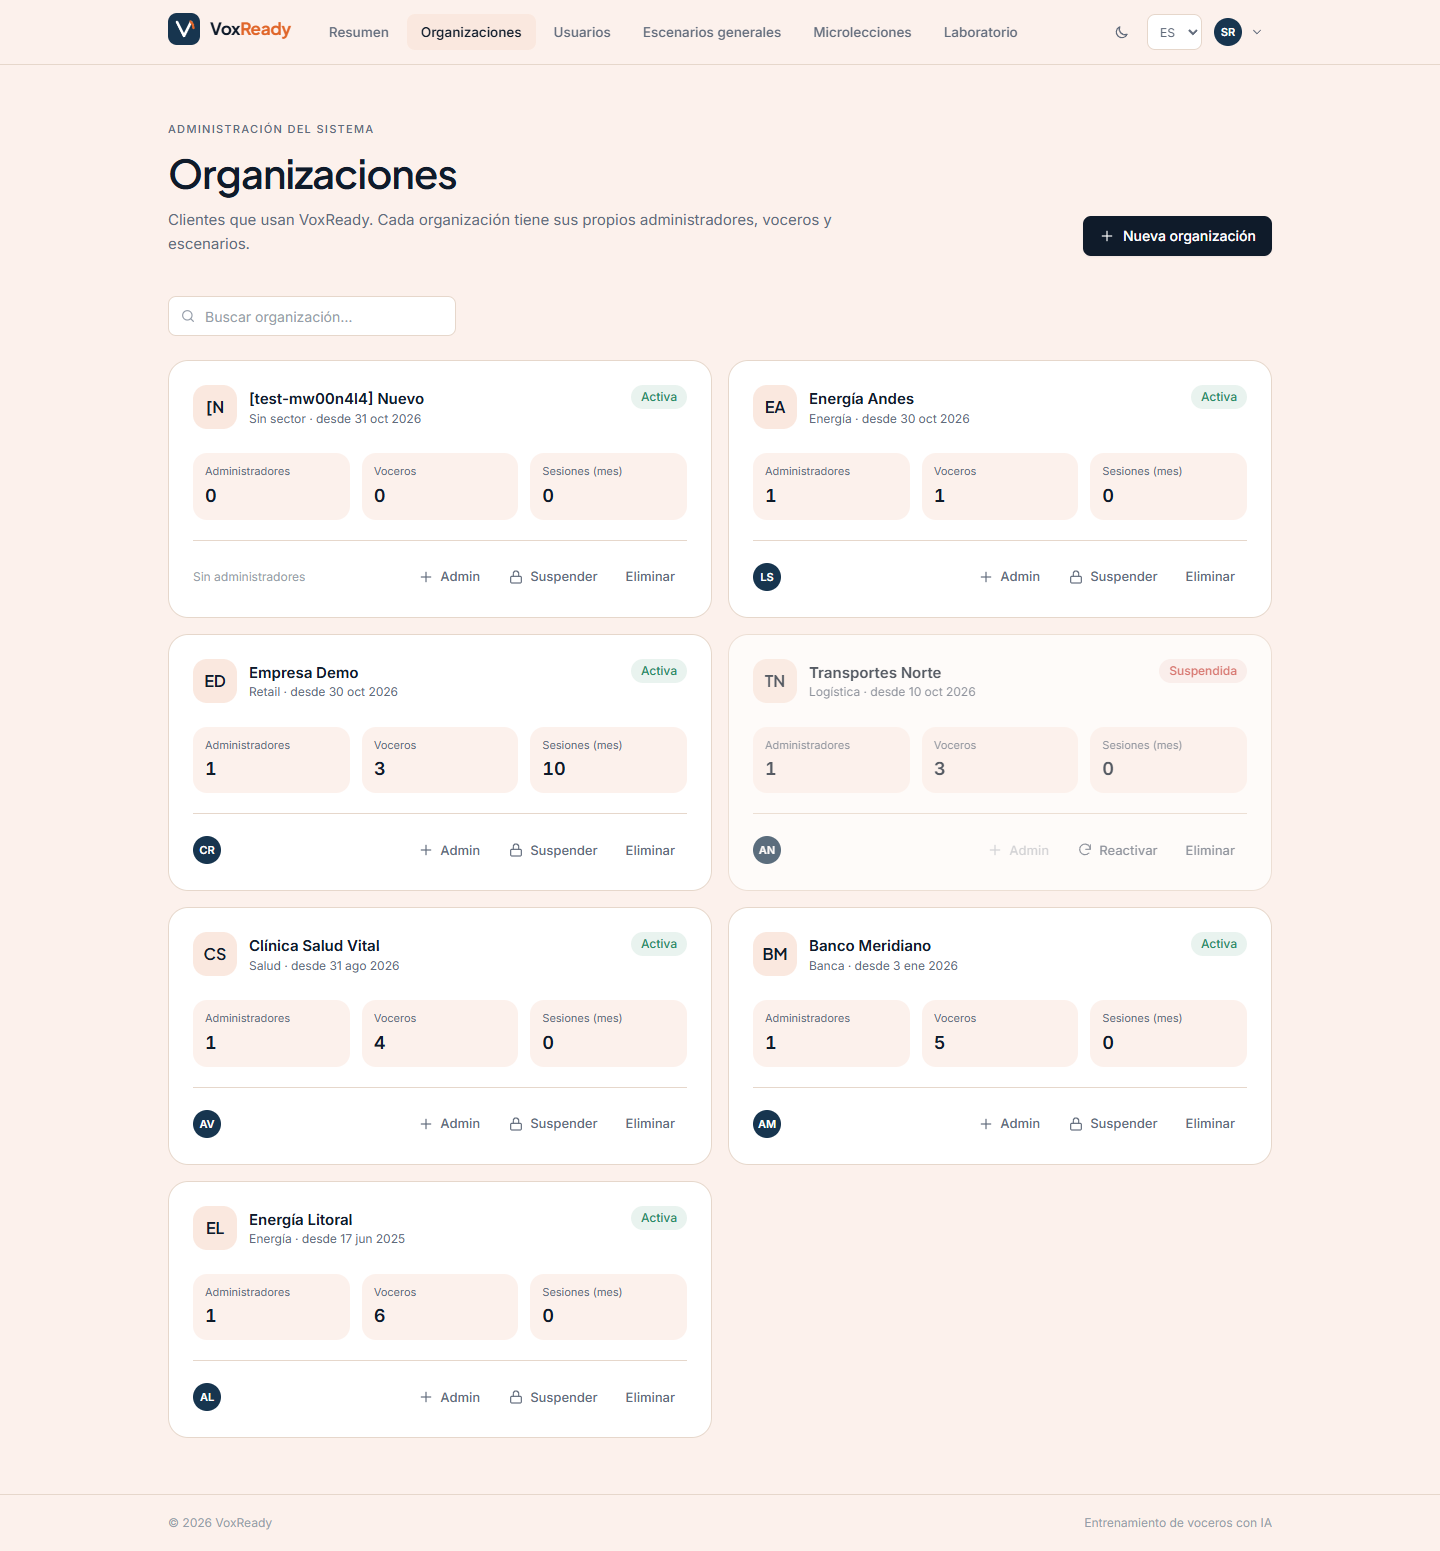 VoxReady
Resumen
Organizaciones
Usuarios
Escenarios generales
Microlecciones
Laboratorio
ES
SR
ADMINISTRACIÓN DEL SISTEMA
Organizaciones
Clientes que usan VoxReady. Cada organización tiene sus propios administradores, voceros y
escenarios.
Nueva organización
Buscar organización...
[N
[test-mw00n4l4] Nuevo
Sin sector · desde 31 oct 2026
Activa
Administradores
0
Voceros
0
Sesiones (mes)
0
Sin administradores
Admin
Suspender
Eliminar
EA
Energía Andes
Energía · desde 30 oct 2026
Activa
Administradores
1
Voceros
1
Sesiones (mes)
0
LS
Admin
Suspender
Eliminar
ED
Empresa Demo
Retail · desde 30 oct 2026
Activa
Administradores
1
Voceros
3
Sesiones (mes)
10
CR
Admin
Suspender
Eliminar
TN
Transportes Norte
Logística · desde 10 oct 2026
Suspendida
Administradores
1
Voceros
3
Sesiones (mes)
0
AN
Admin
Reactivar
Eliminar
CS
Clínica Salud Vital
Salud · desde 31 ago 2026
Activa
Administradores
1
Voceros
4
Sesiones (mes)
0
AV
Admin
Suspender
Eliminar
BM
Banco Meridiano
Banca · desde 3 ene 2026
Activa
Administradores
1
Voceros
5
Sesiones (mes)
0
AM
Admin
Suspender
Eliminar
EL
Energía Litoral
Energía · desde 17 jun 2025
Activa
Administradores
1
Voceros
6
Sesiones (mes)
0
AL
Admin
Suspender
Eliminar
© 2026 VoxReady
Entrenamiento de voceros con IA